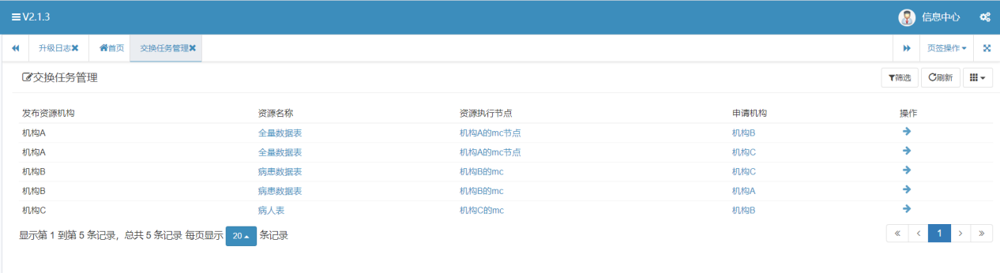 V2.1.3 信息中心
升级日志 首页 交换任务管理 页签操作
交换任务管理 筛选 刷新
发布资源机构 资源名称 资源执行节点 申请机构 操作
机构A 全量数据表 机构A的mc节点 机构B
机构A 全量数据表 机构A的mc节点 机构C
机构B 病患数据表 机构B的mc 机构C
机构B 病患数据表 机构B的mc 机构A
机构C 病人表 机构C的mc 机构B
显示第 1 到第 5 条记录，总共 5 条记录 每页显示 20 条记录 « ‹ 1 › »